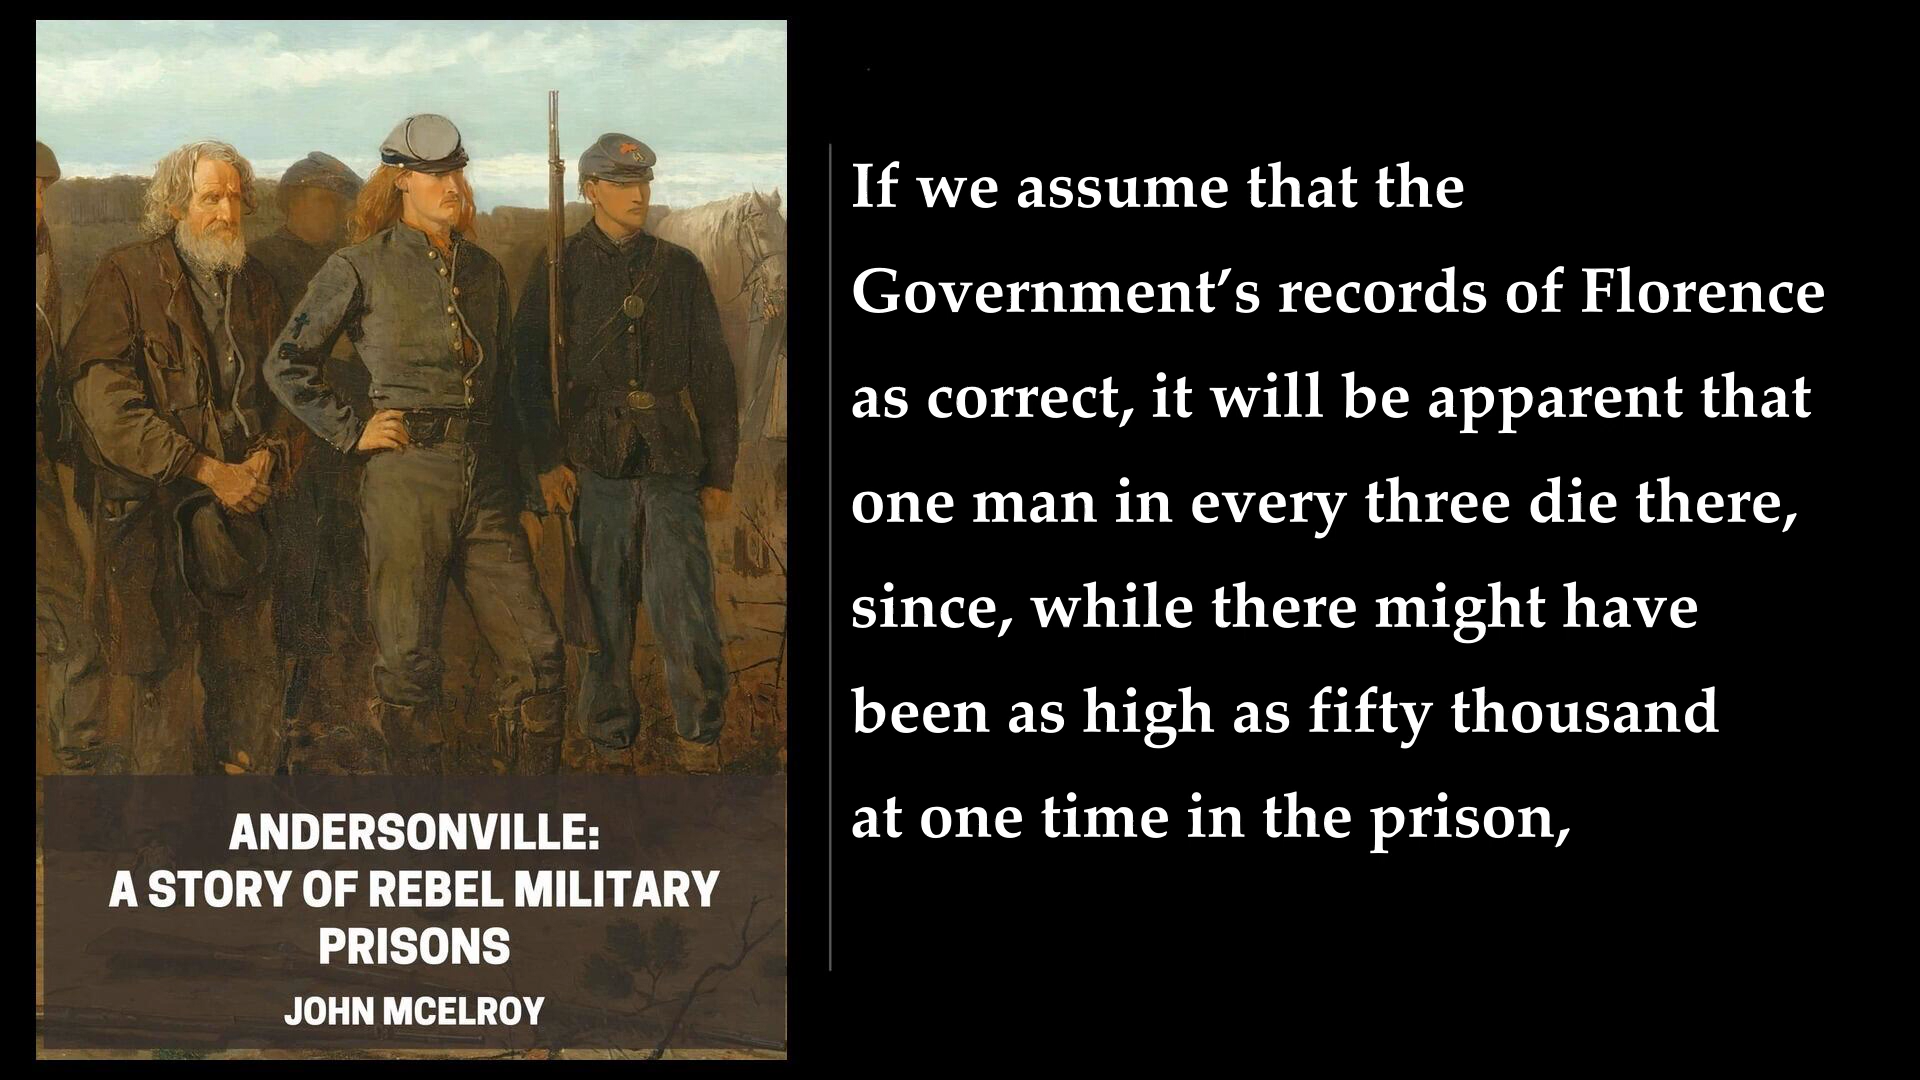 ANDERSONVILLE:
A STORY OF REBEL MILITARY
PRISONS
JOHN MCELROY
If we assume that the
Government’s records of Florence
as correct, it will be apparent that
one man in every three die there,
since, while there might have
been as high as fifty thousand
at one time in the prison,